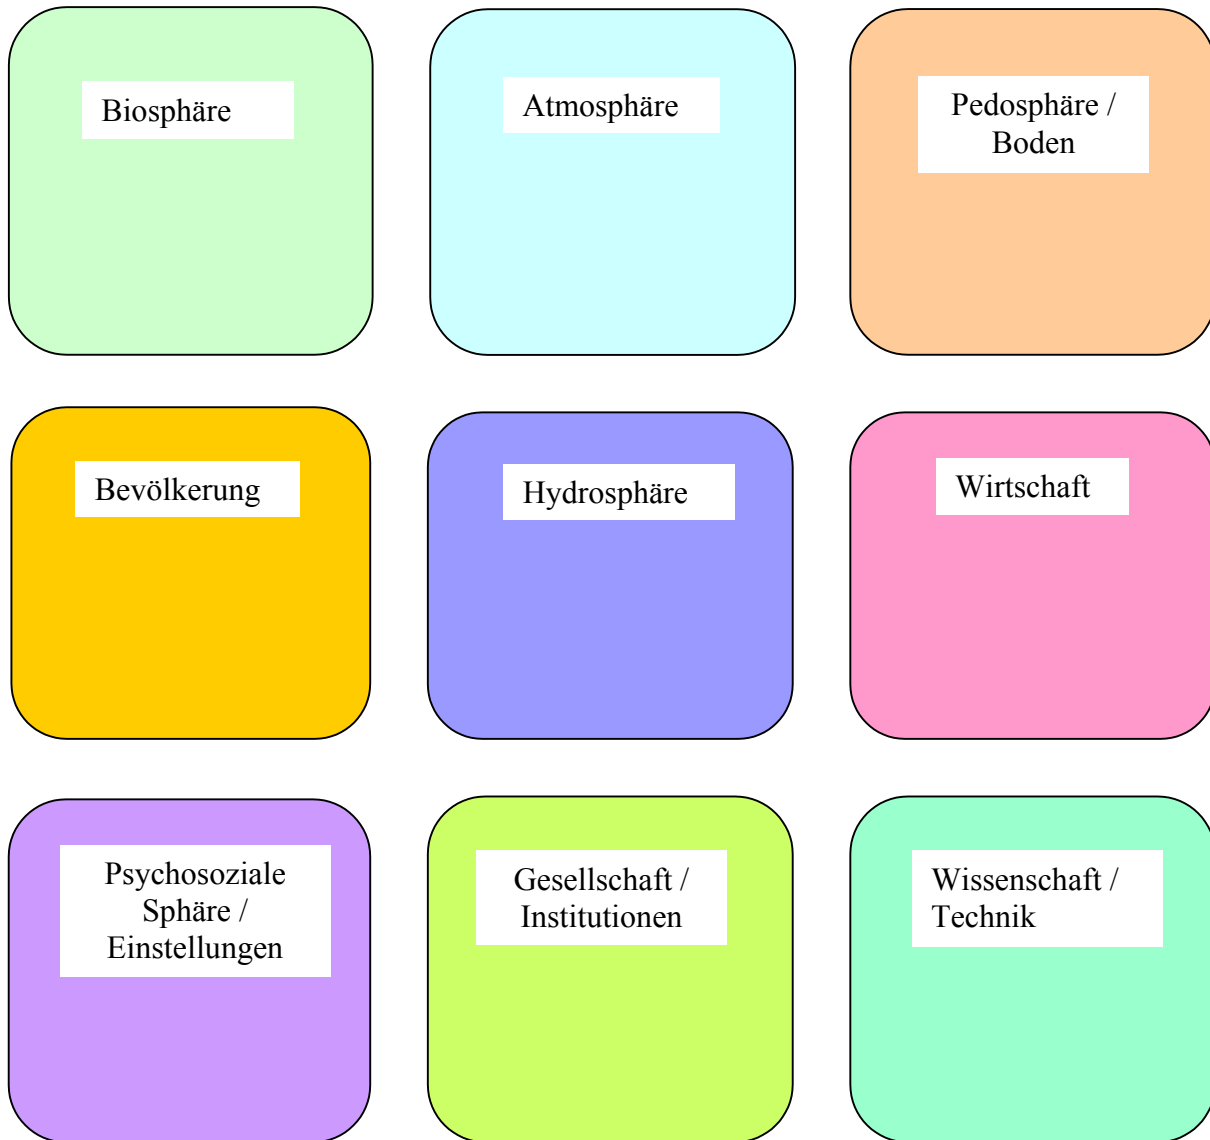 Biosphäre
Atmosphäre
Pedosphäre /
Boden
Bevölkerung
Hydrosphäre
Wirtschaft
Psychosoziale
Sphäre /
Einstellungen
Gesellschaft /
Institutionen
Wissenschaft /
Technik